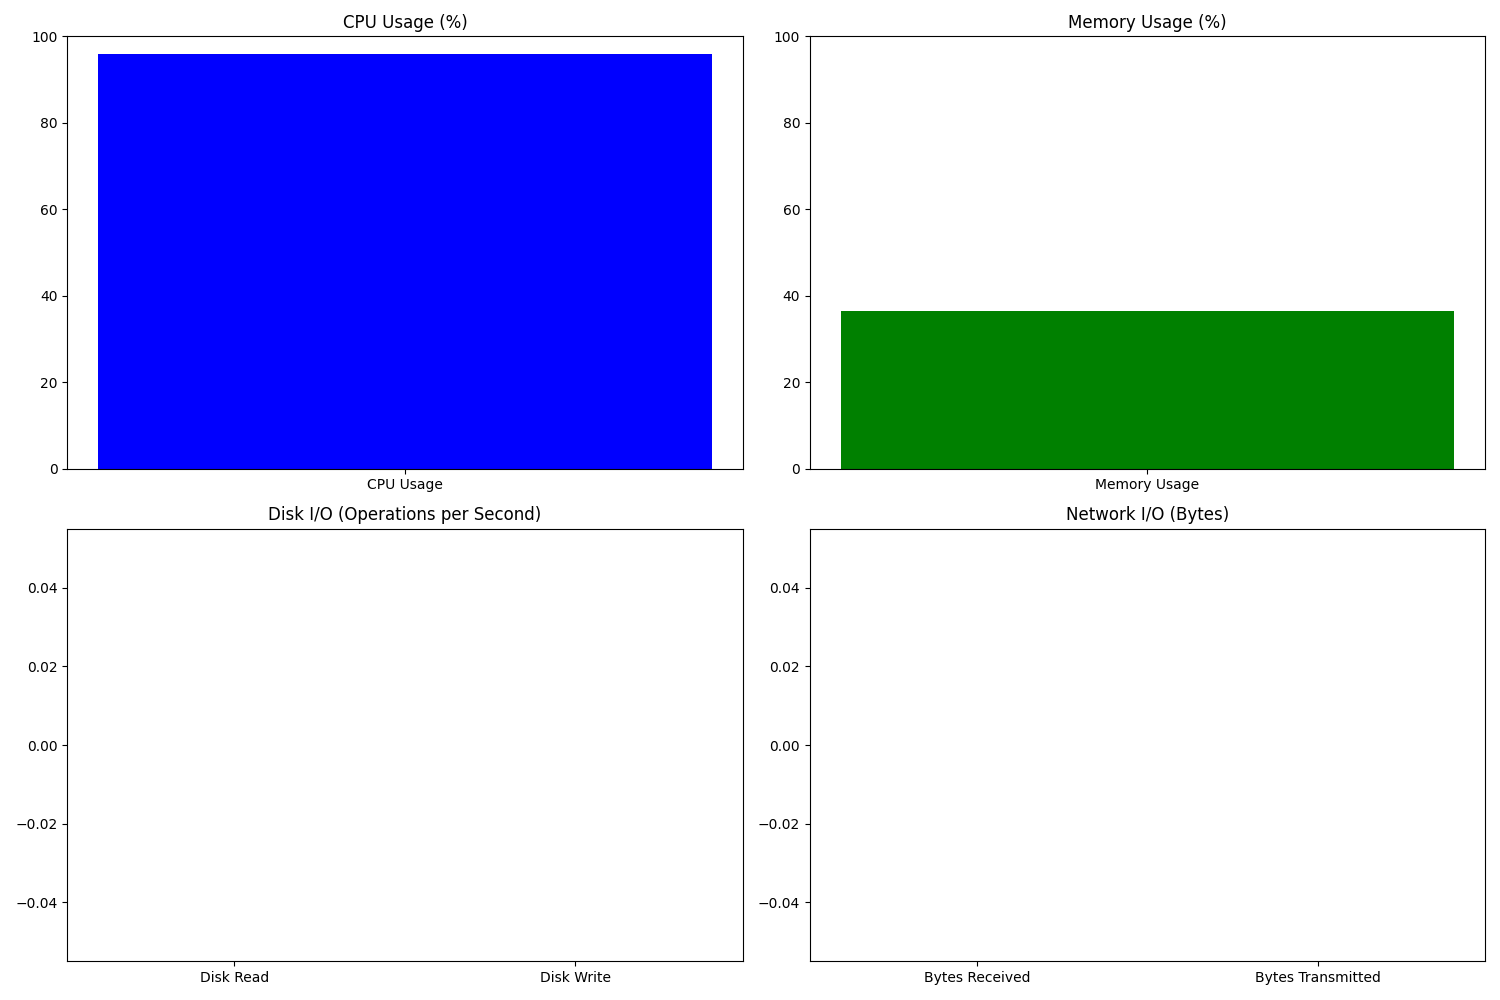 CPU Usage (%)
100
80
60
40
20
0
CPU Usage
Memory Usage (%)
100
80
60
40
20
0
Memory Usage
Disk I/O (Operations per Second)
0.04
0.02
0.00
−0.02
−0.04
Disk Read Disk Write
Network I/O (Bytes)
0.04
0.02
0.00
−0.02
−0.04
Bytes Received Bytes Transmitted